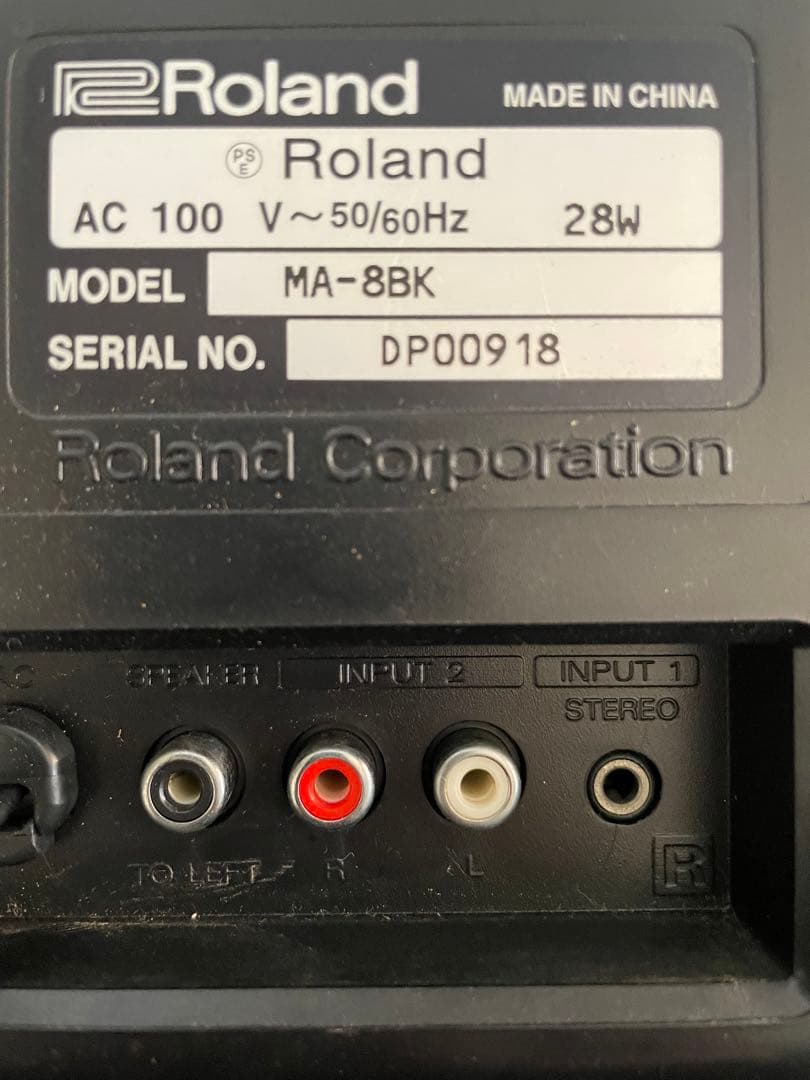 Roland MADE IN CHINA
PS E Roland
AC 100 V～50/60Hz 28W
MODEL MA-8BK
SERIAL NO. DP00918
Roland Corporation
SPEAKER INPUT 2 INPUT 1
STEREO
TO LEFT R L
R